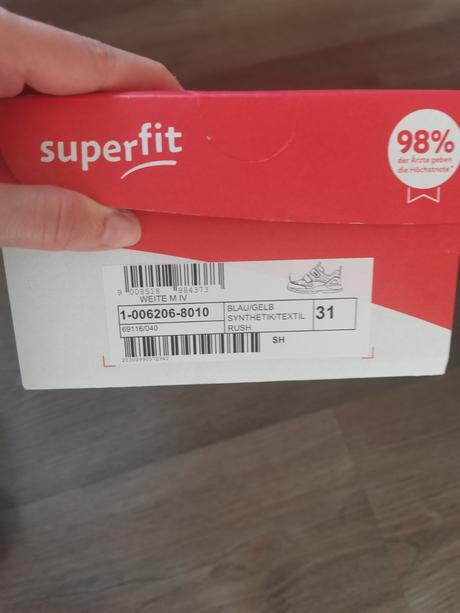 superfit
98%
der Ärzte geben
die Höchstnote*
9 008518 884373
WEITE M IV
1-006206-8010
69116/040
BLAU/GELB
SYNTHETIK/TEXTIL
RUSH
31
SH